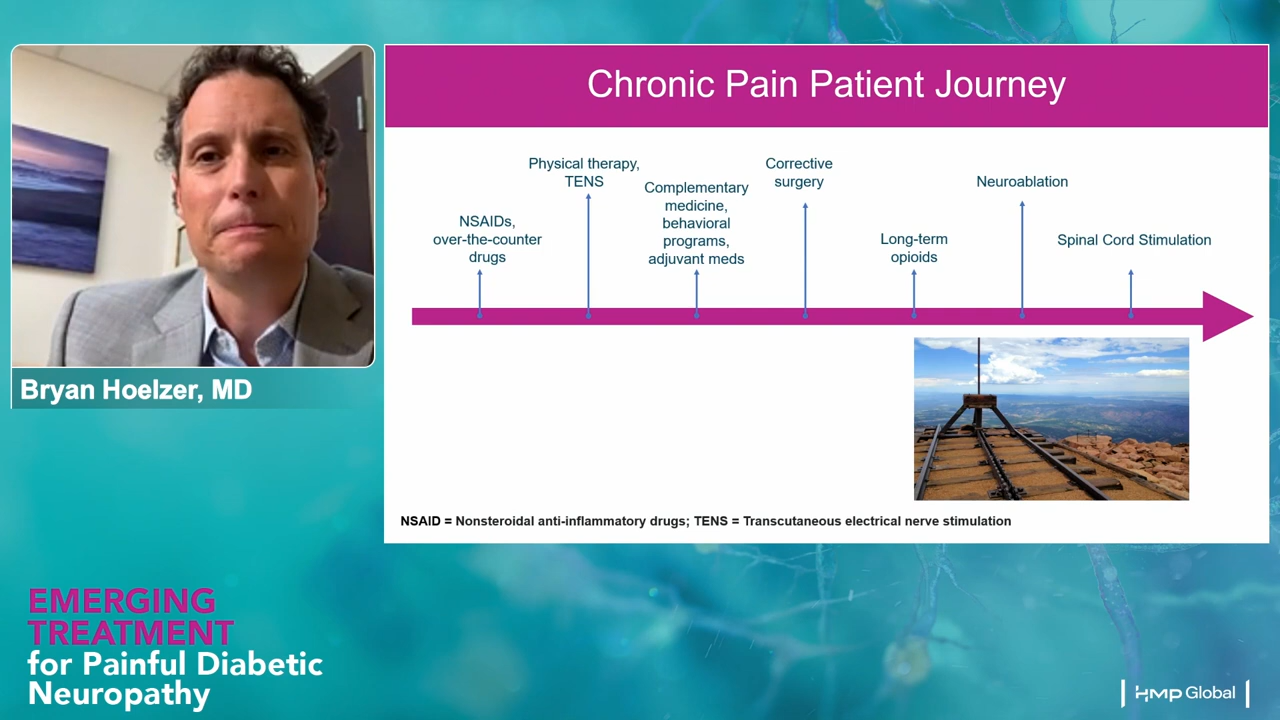 Chronic Pain Patient Journey
NSAIDs,
over-the-counter
drugs
Physical therapy,
TENS
Complementary
medicine,
behavioral
programs,
adjuvant meds
Corrective
surgery
Long-term
opioids
Neuroablation
Spinal Cord Stimulation
NSAID = Nonsteroidal anti-inflammatory drugs; TENS = Transcutaneous electrical nerve stimulation
Bryan Hoelzer, MD
EMERGING
TREATMENT
for Painful Diabetic
Neuropathy
HMP Global